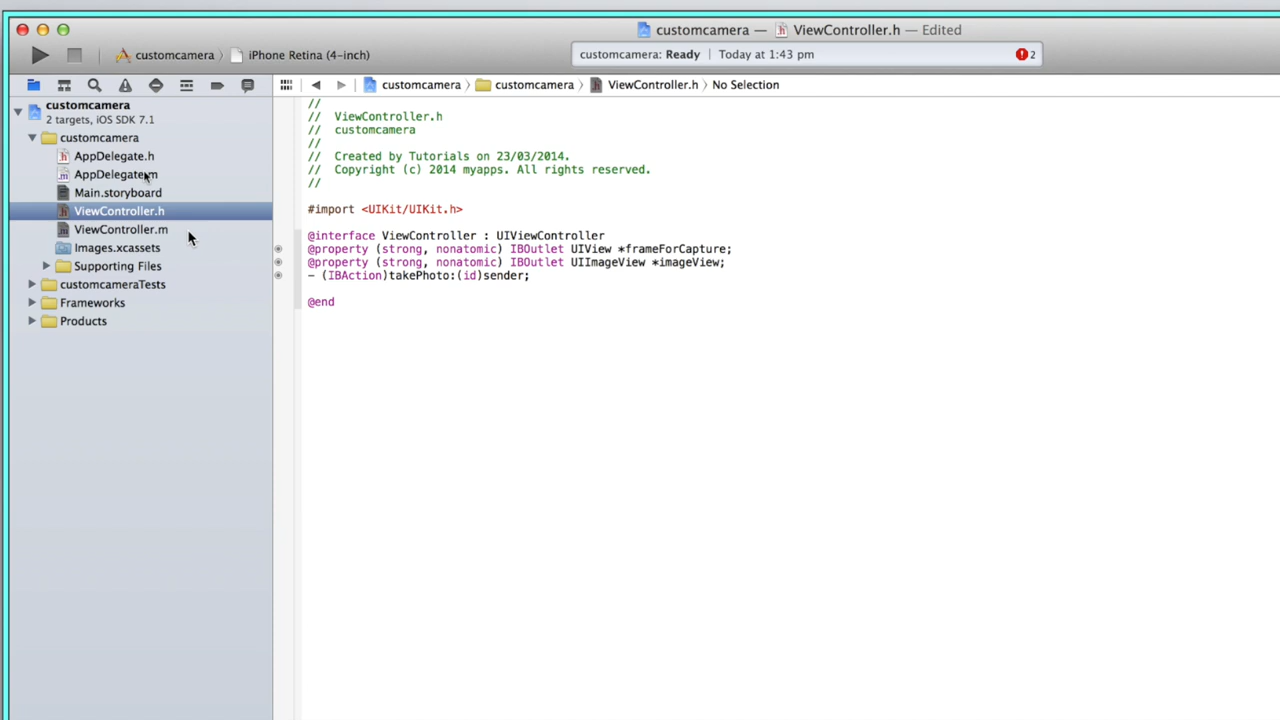 customcamera — ViewController.h — Edited
customcamera iPhone Retina (4-inch)
customcamera: Ready Today at 1:43 pm 2
customcamera customcamera ViewController.h No Selection
customcamera
2 targets, iOS SDK 7.1
customcamera
AppDelegate.h
AppDelegate.m
Main.storyboard
ViewController.h
ViewController.m
Images.xcassets
Supporting Files
customcameraTests
Frameworks
Products
//
// ViewController.h
// customcamera
//
// Created by Tutorials on 23/03/2014.
// Copyright (c) 2014 myapps. All rights reserved.
//
#import <UIKit/UIKit.h>
@interface ViewController : UIViewController
@property (strong, nonatomic) IBOutlet UIView *frameForCapture;
@property (strong, nonatomic) IBOutlet UIImageView *imageView;
- (IBAction)takePhoto:(id)sender;
@end